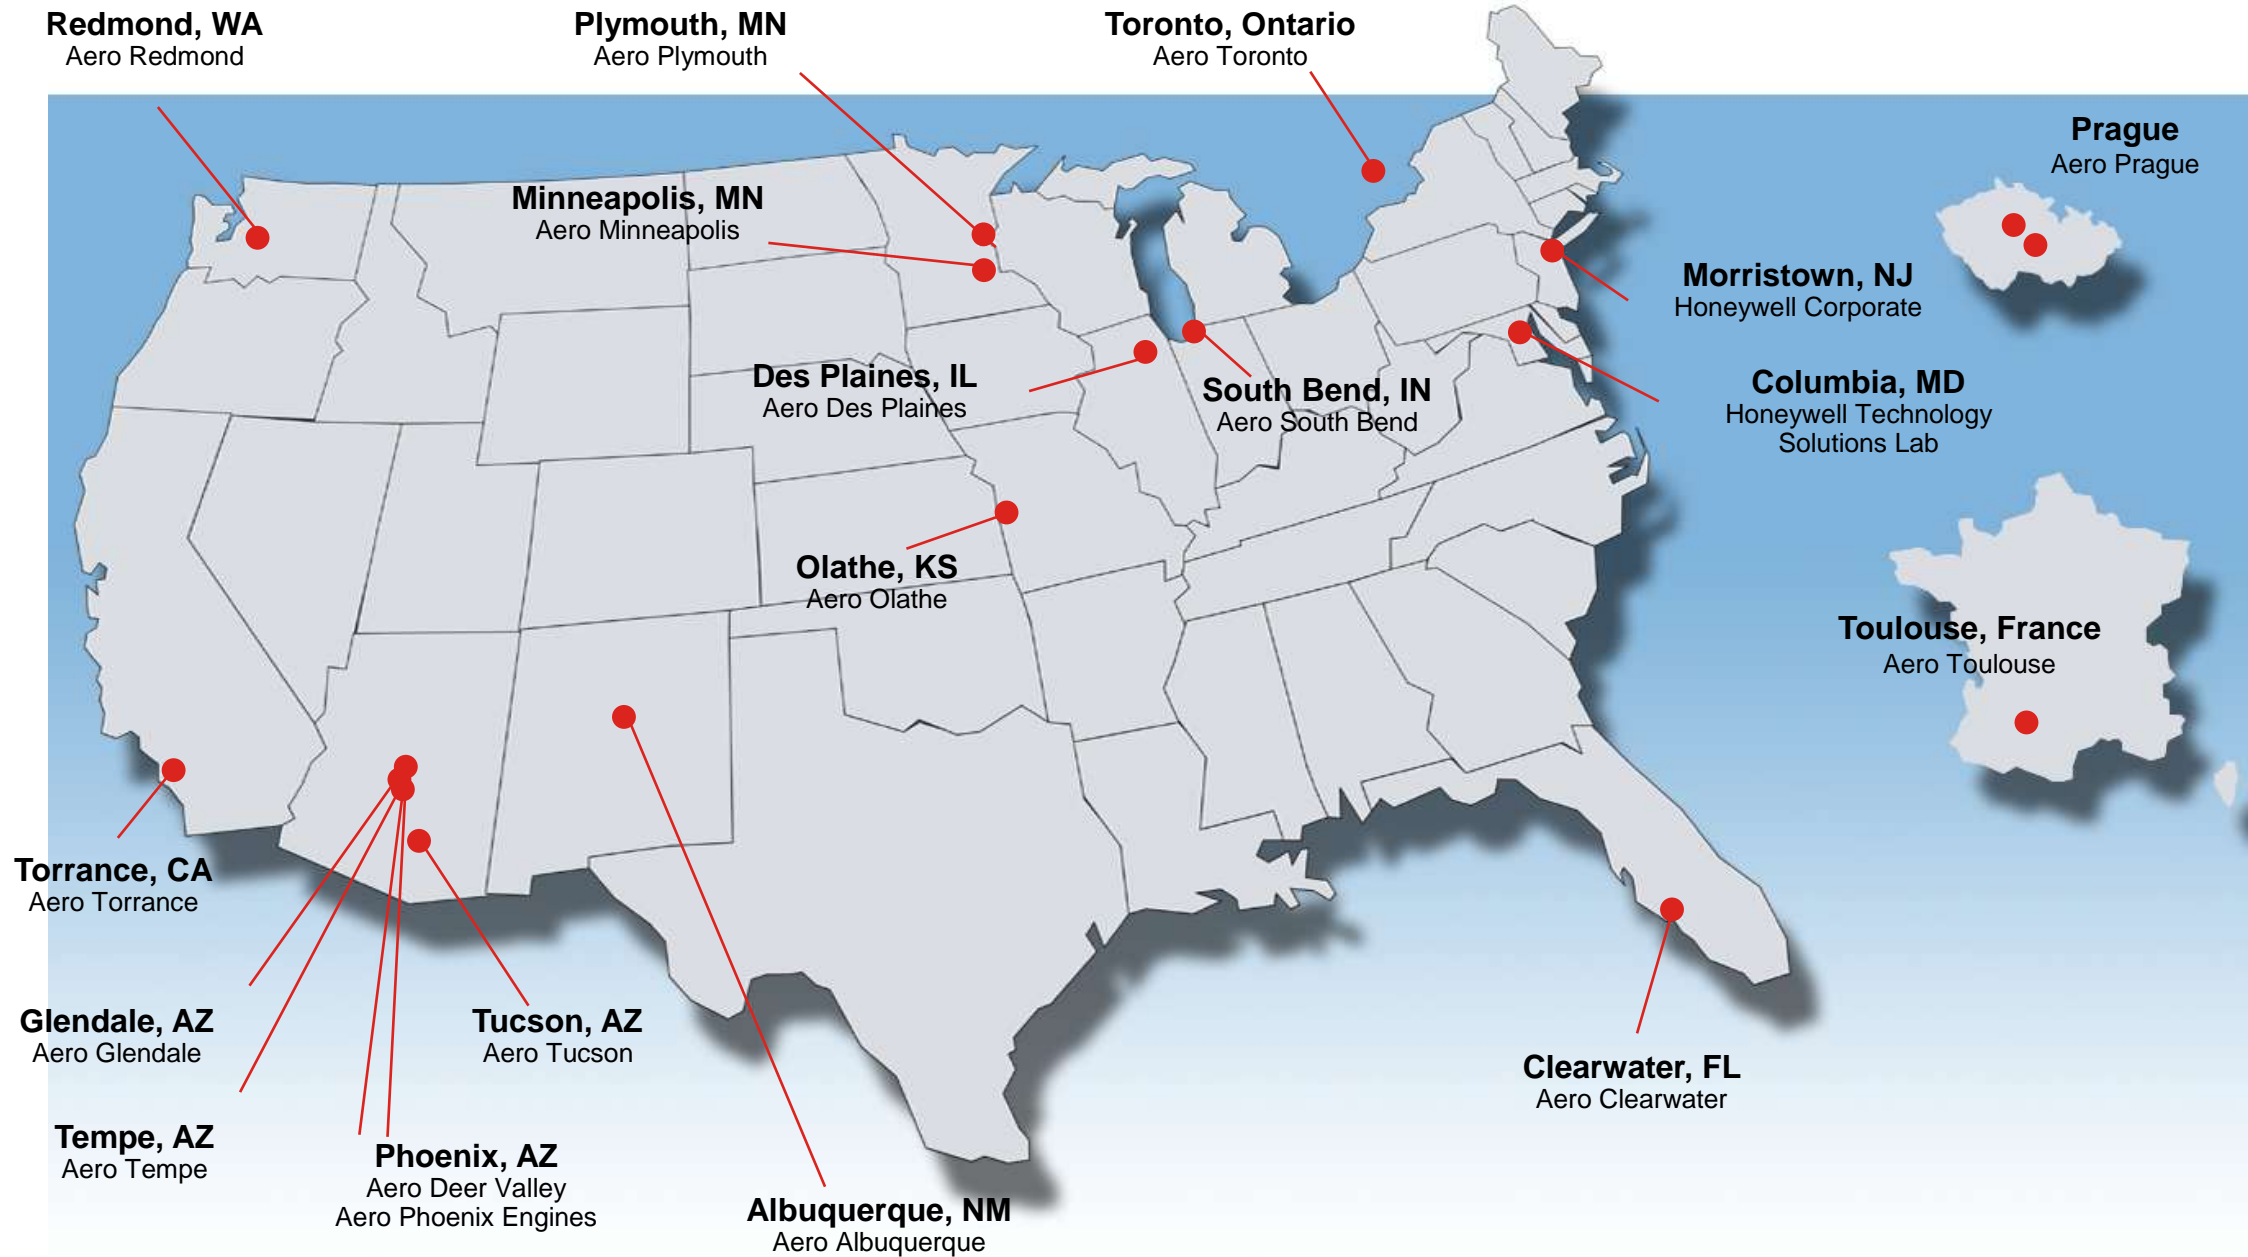 Redmond, WA
Aero Redmond
Plymouth, MN
Aero Plymouth
Toronto, Ontario
Aero Toronto
Prague
Aero Prague
Minneapolis, MN
Aero Minneapolis
Morristown, NJ
Honeywell Corporate
Des Plaines, IL
Aero Des Plaines
South Bend, IN
Aero South Bend
Columbia, MD
Honeywell Technology
Solutions Lab
Olathe, KS
Aero Olathe
Toulouse, France
Aero Toulouse
Torrance, CA
Aero Torrance
Glendale, AZ
Aero Glendale
Tucson, AZ
Aero Tucson
Clearwater, FL
Aero Clearwater
Tempe, AZ
Aero Tempe
Phoenix, AZ
Aero Deer Valley
Aero Phoenix Engines
Albuquerque, NM
Aero Albuquerque